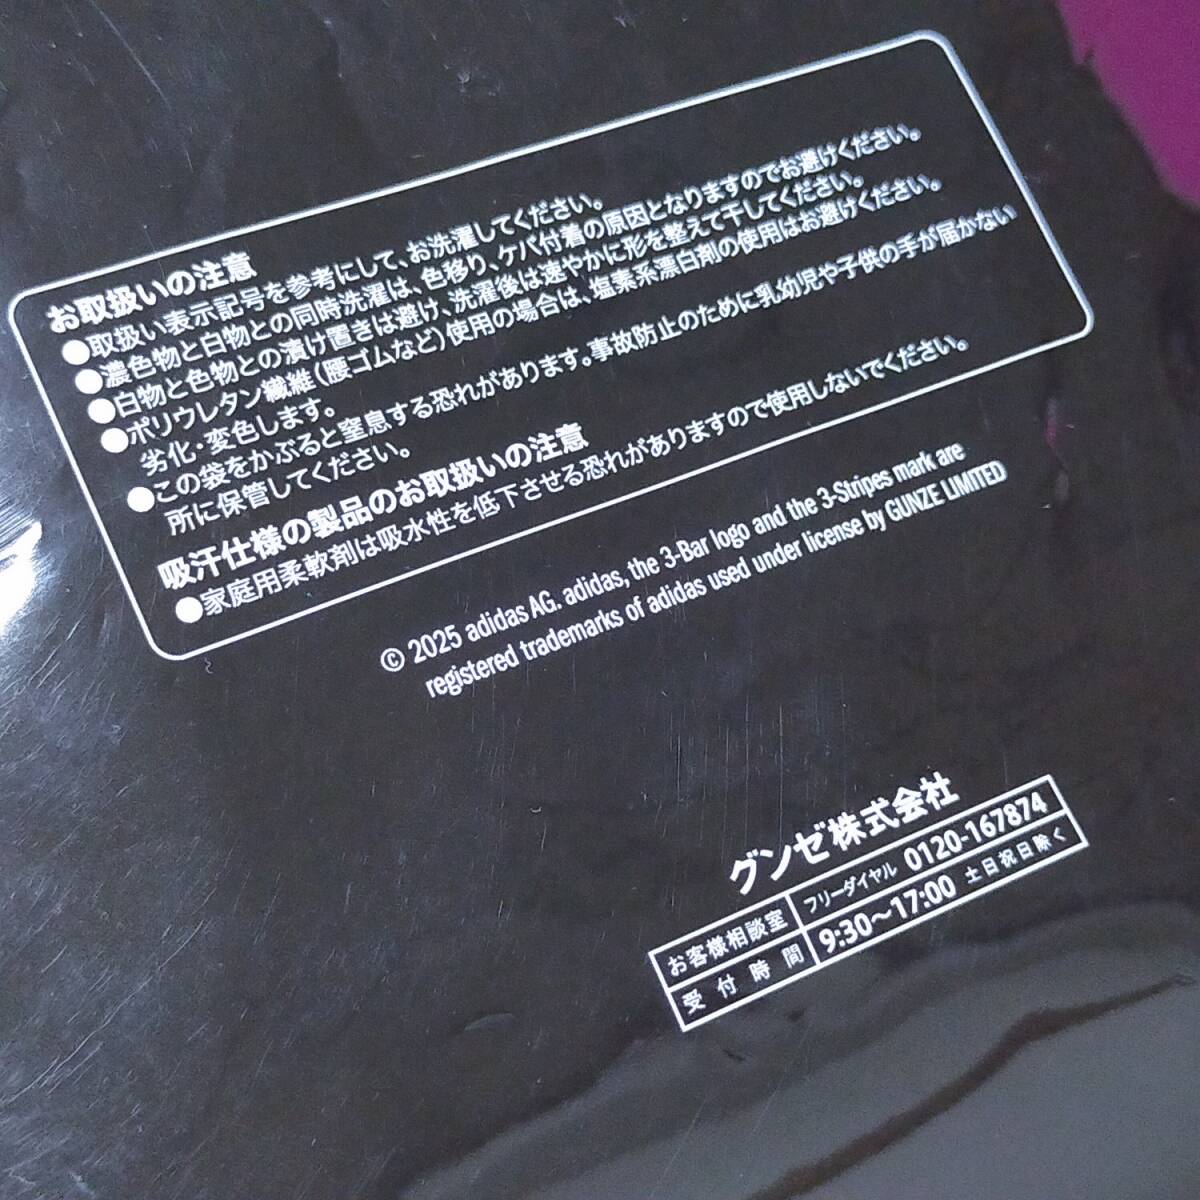 お取扱いの注意
●取扱い表示記号を参考にして、お洗濯してください。
●濃色物と白物との同時洗濯は、色移り、ケバ付着の原因となりますのでお避けください。
●白物と色物との漬け置きは避け、洗濯後は速やかに形を整えて干してください。
●ポリウレタン繊維(腰ゴムなど)使用の場合は、塩素系漂白剤の使用はお避けください。
劣化・変色します。
●この袋をかぶると窒息する恐れがあります。事故防止のために乳幼児や子供の手が届かない
所に保管してください。
吸汗仕様の製品のお取扱いの注意
●家庭用柔軟剤は吸水性を低下させる恐れがありますので使用しないでください。
© 2025 adidas AG. adidas, the 3-Bar logo and the 3-Stripes mark are
registered trademarks of adidas used under license by GUNZE LIMITED
グンゼ株式会社
お客様相談室 フリーダイヤル 0120-167874
受付時間 9:30〜17:00 土日祝日除く